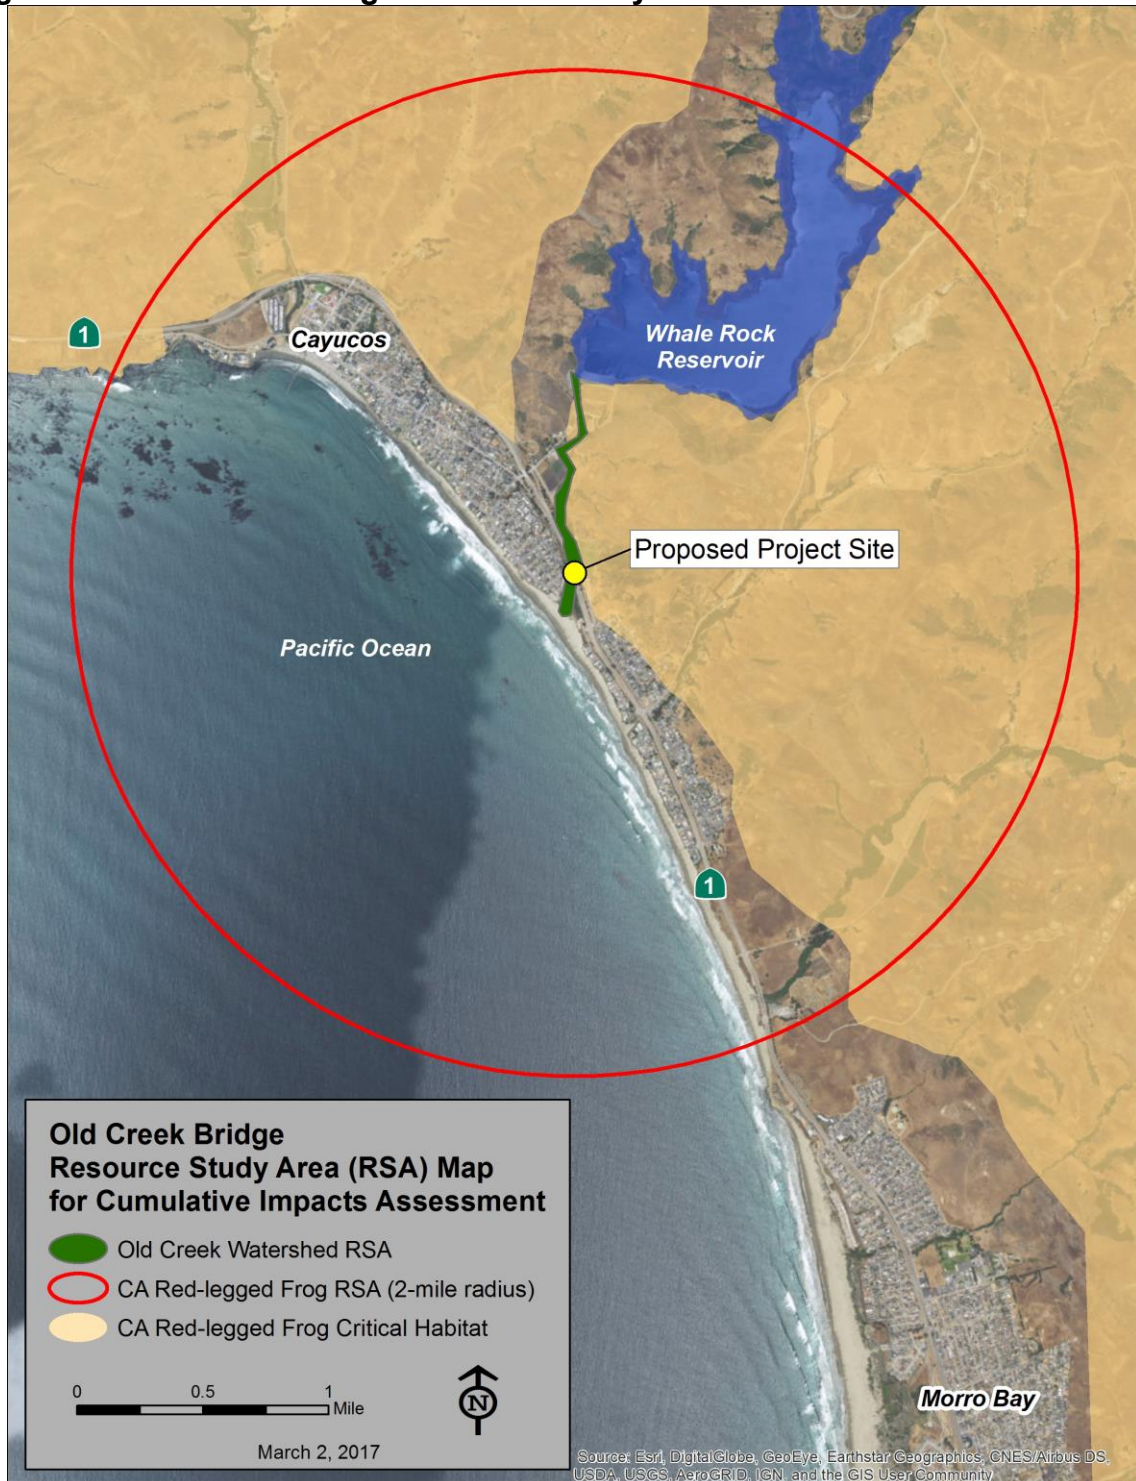 1
Cayucos
Whale Rock
Reservoir
Proposed Project Site
Pacific Ocean
1
Old Creek Bridge
Resource Study Area (RSA) Map
for Cumulative Impacts Assessment
Old Creek Watershed RSA
CA Red-legged Frog RSA (2-mile radius)
CA Red-legged Frog Critical Habitat
0 0.5 1
Mile
N
March 2, 2017
Morro Bay
Source: Esri, DigitalGlobe, GeoEye, Earthstar Geographics, CNES/Airbus DS,
USDA, USGS, AeroGRID, IGN, and the GIS User Community